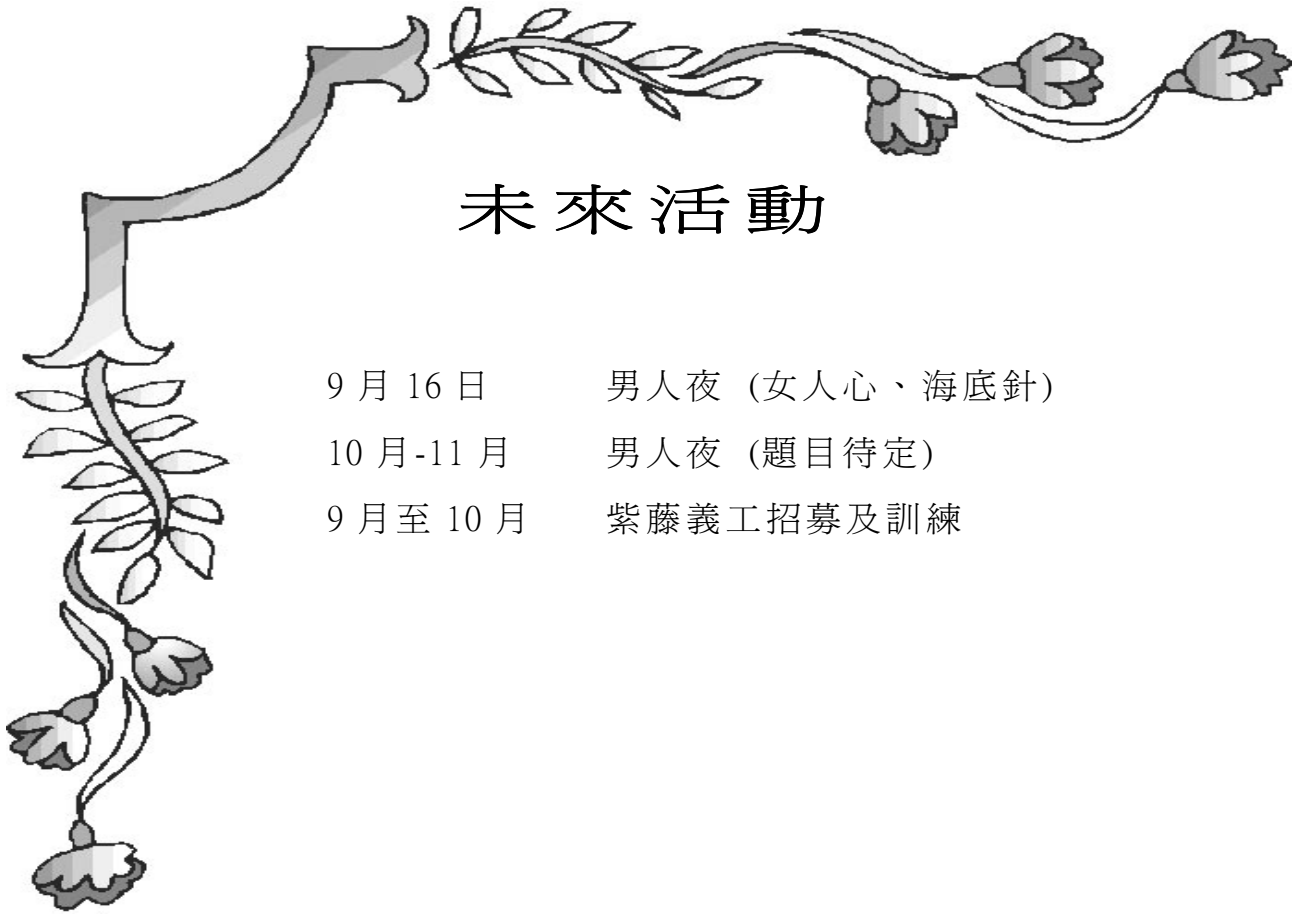 未來活動
9月16日 男人夜 (女人心、海底針)
10月-11月 男人夜 (題目待定)
9月至10月 紫藤義工招募及訓練